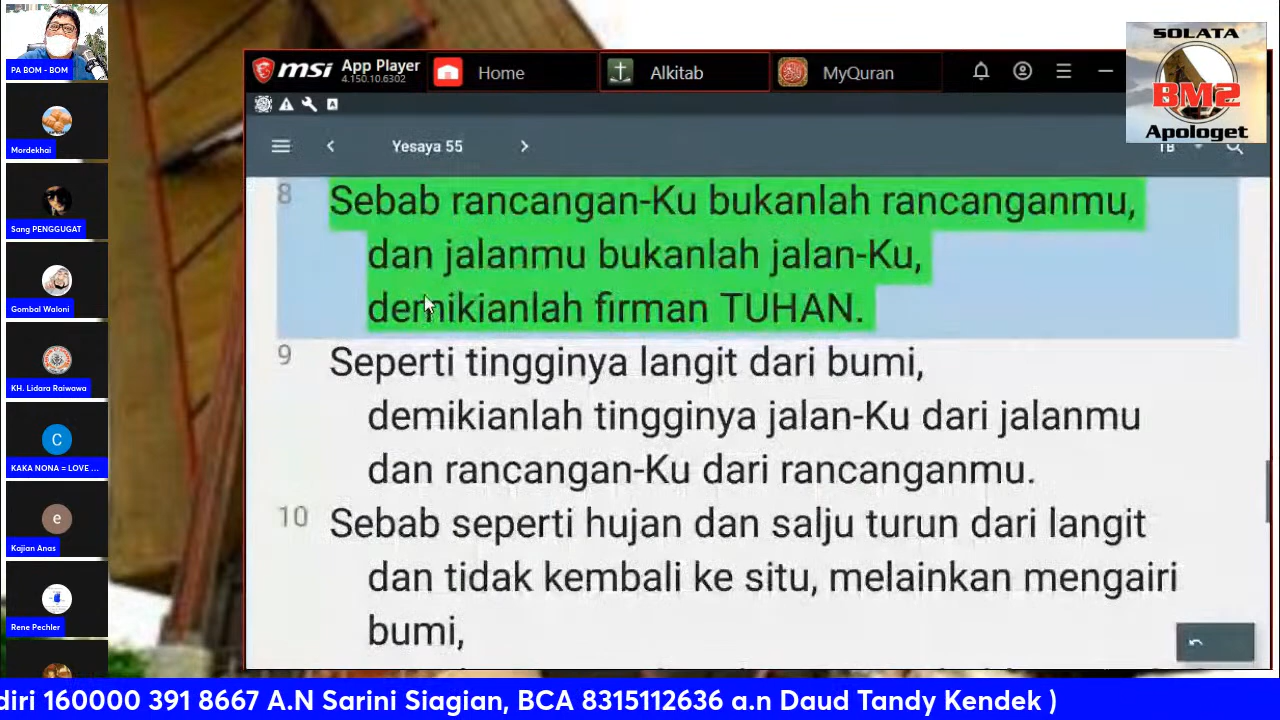 PA BOM - BOM
Mordekhai
Sang PENGGUGAT
Gombal Waloni
KH. Lidara Raiwawa
C
KAKA NONA = LOVE ...
e
Kajian Anas
Rene Pechler
msi App Player
4.150.10.6302
Home
Alkitab
MyQuran
SOLATA
BM2
Apologet
Yesaya 55
TB
8 Sebab rancangan-Ku bukanlah rancanganmu,
dan jalanmu bukanlah jalan-Ku,
demikianlah firman TUHAN.
9 Seperti tingginya langit dari bumi,
demikianlah tingginya jalan-Ku dari jalanmu
dan rancangan-Ku dari rancanganmu.
10 Sebab seperti hujan dan salju turun dari langit
dan tidak kembali ke situ, melainkan mengairi
bumi,
diri 160000 391 8667 A.N Sarini Siagian, BCA 8315112636 a.n Daud Tandy Kendek )